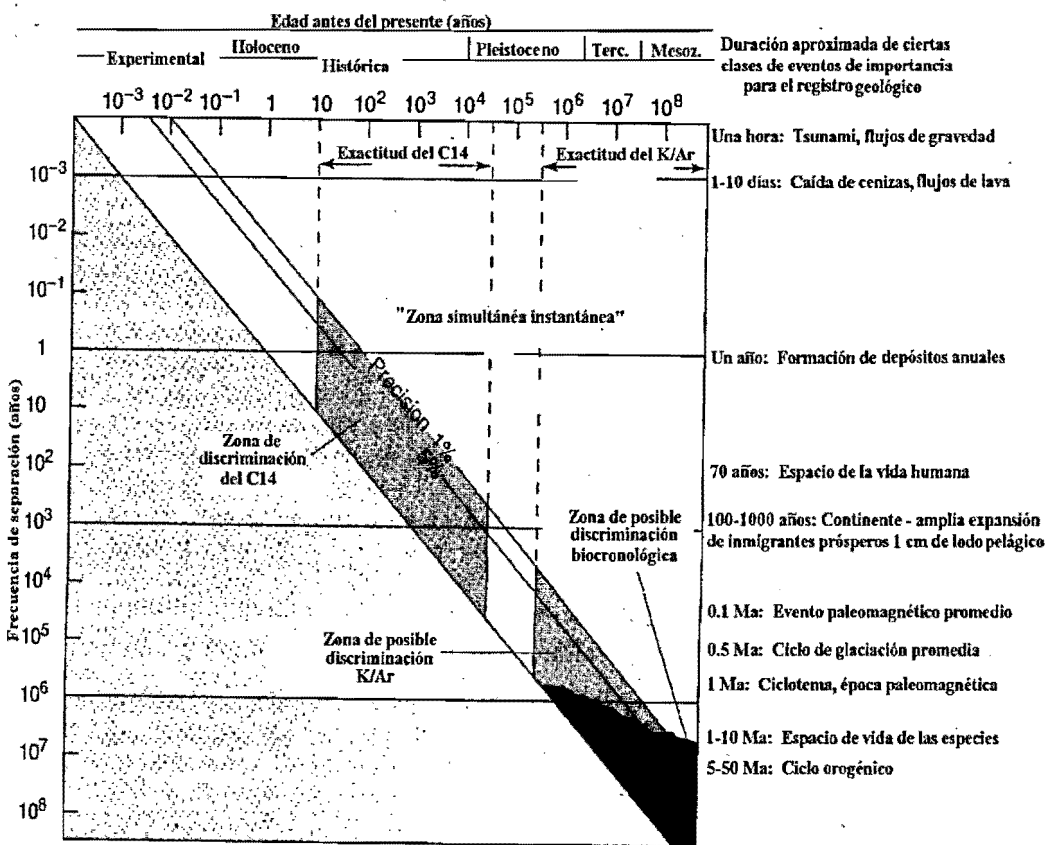 Edad antes del presente (años)
Experimental
Holoceno
Histórica
Pleistoceno
Terc.
Mesoz.
Duración aproximada de ciertas
clases de eventos de importancia
para el registro geológico
10⁻³ 10⁻² 10⁻¹ 1 10 10² 10³ 10⁴ 10⁵ 10⁶ 10⁷ 10⁸
Exactitud del C14
Exactitud del K/Ar
Una hora: Tsunami, flujos de gravedad
1-10 días: Caída de cenizas, flujos de lava
"Zona simultánéa instantánea"
Un año: Formación de depósitos anuales
Precisión 1%
5%
Zona de
discriminación
del C14
70 años: Espacio de la vida humana
Zona de posible
discriminación
biocronológica
100-1000 años: Continente - amplia expansión
de inmigrantes prósperos 1 cm de lodo pelágico
Zona de posible
discriminación
K/Ar
0.1 Ma: Evento paleomagnético promedio
0.5 Ma: Ciclo de glaciación promedia
1 Ma: Ciclotema, época paleomagnética
1-10 Ma: Espacio de vida de las especies
5-50 Ma: Ciclo orogénico
Frecuencia de separación (años)
10⁻³
10⁻²
10⁻¹
1
10
10²
10³
10⁴
10⁵
10⁶
10⁷
10⁸